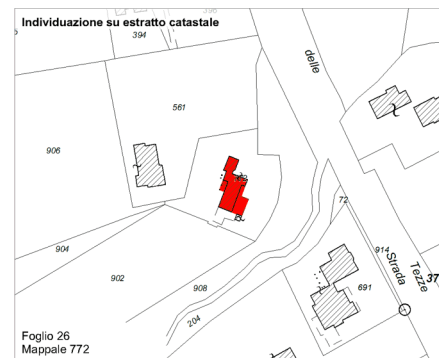 Individuazione su estratto catastale
396
394
delle
561
906
72
904
914
Strada
Tezze
37
902
908
691
204
Foglio 26
Mappale 772